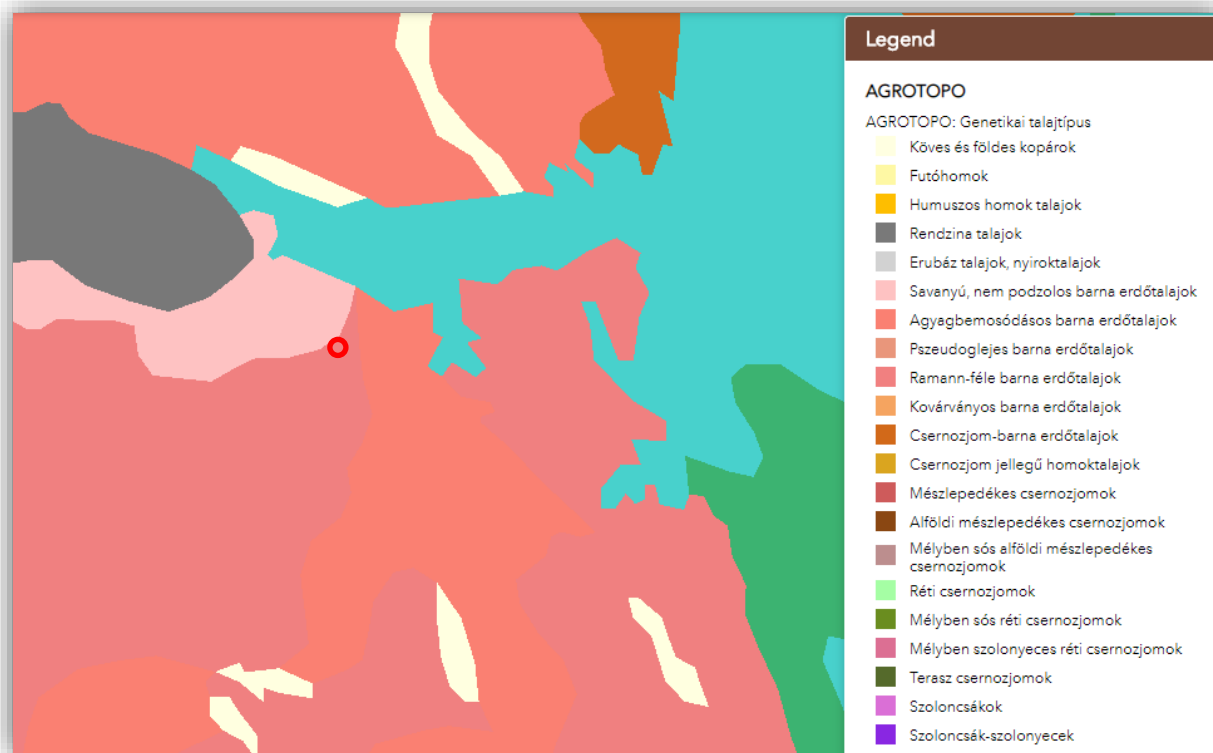 Legend
AGROTOPO
AGROTOPO: Genetikai talajtípus
Köves és földes kopárok
Futóhomok
Humuszos homok talajok
Rendzina talajok
Erubáz talajok, nyiroktalajok
Savanyú, nem podzolos barna erdőtalajok
Agyagbemosódásos barna erdőtalajok
Pszeudoglejes barna erdőtalajok
Ramann-féle barna erdőtalajok
Kovárványos barna erdőtalajok
Csernozjom-barna erdőtalajok
Csernozjom jellegű homoktalajok
Mészlepedékes csernozjomok
Alföldi mészlepedékes csernozjomok
Mélyben sós alföldi mészlepedékes
csernozjomok
Réti csernozjomok
Mélyben sós réti csernozjomok
Mélyben szolonyeces réti csernozjomok
Terasz csernozjomok
Szoloncsákok
Szoloncsák-szolonyecek